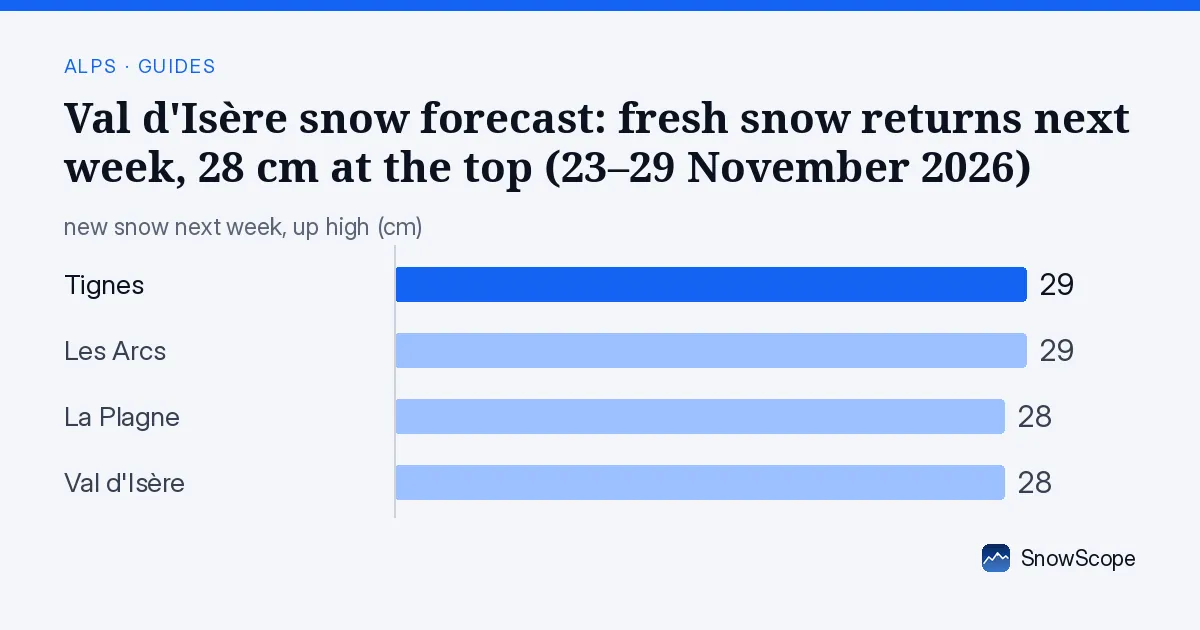 ALPS · GUIDES
Val d'Isère snow forecast: fresh snow returns next
week, 28 cm at the top (23–29 November 2026)
new snow next week, up high (cm)
Tignes 29
Les Arcs 29
La Plagne 28
Val d'Isère 28
SnowScope